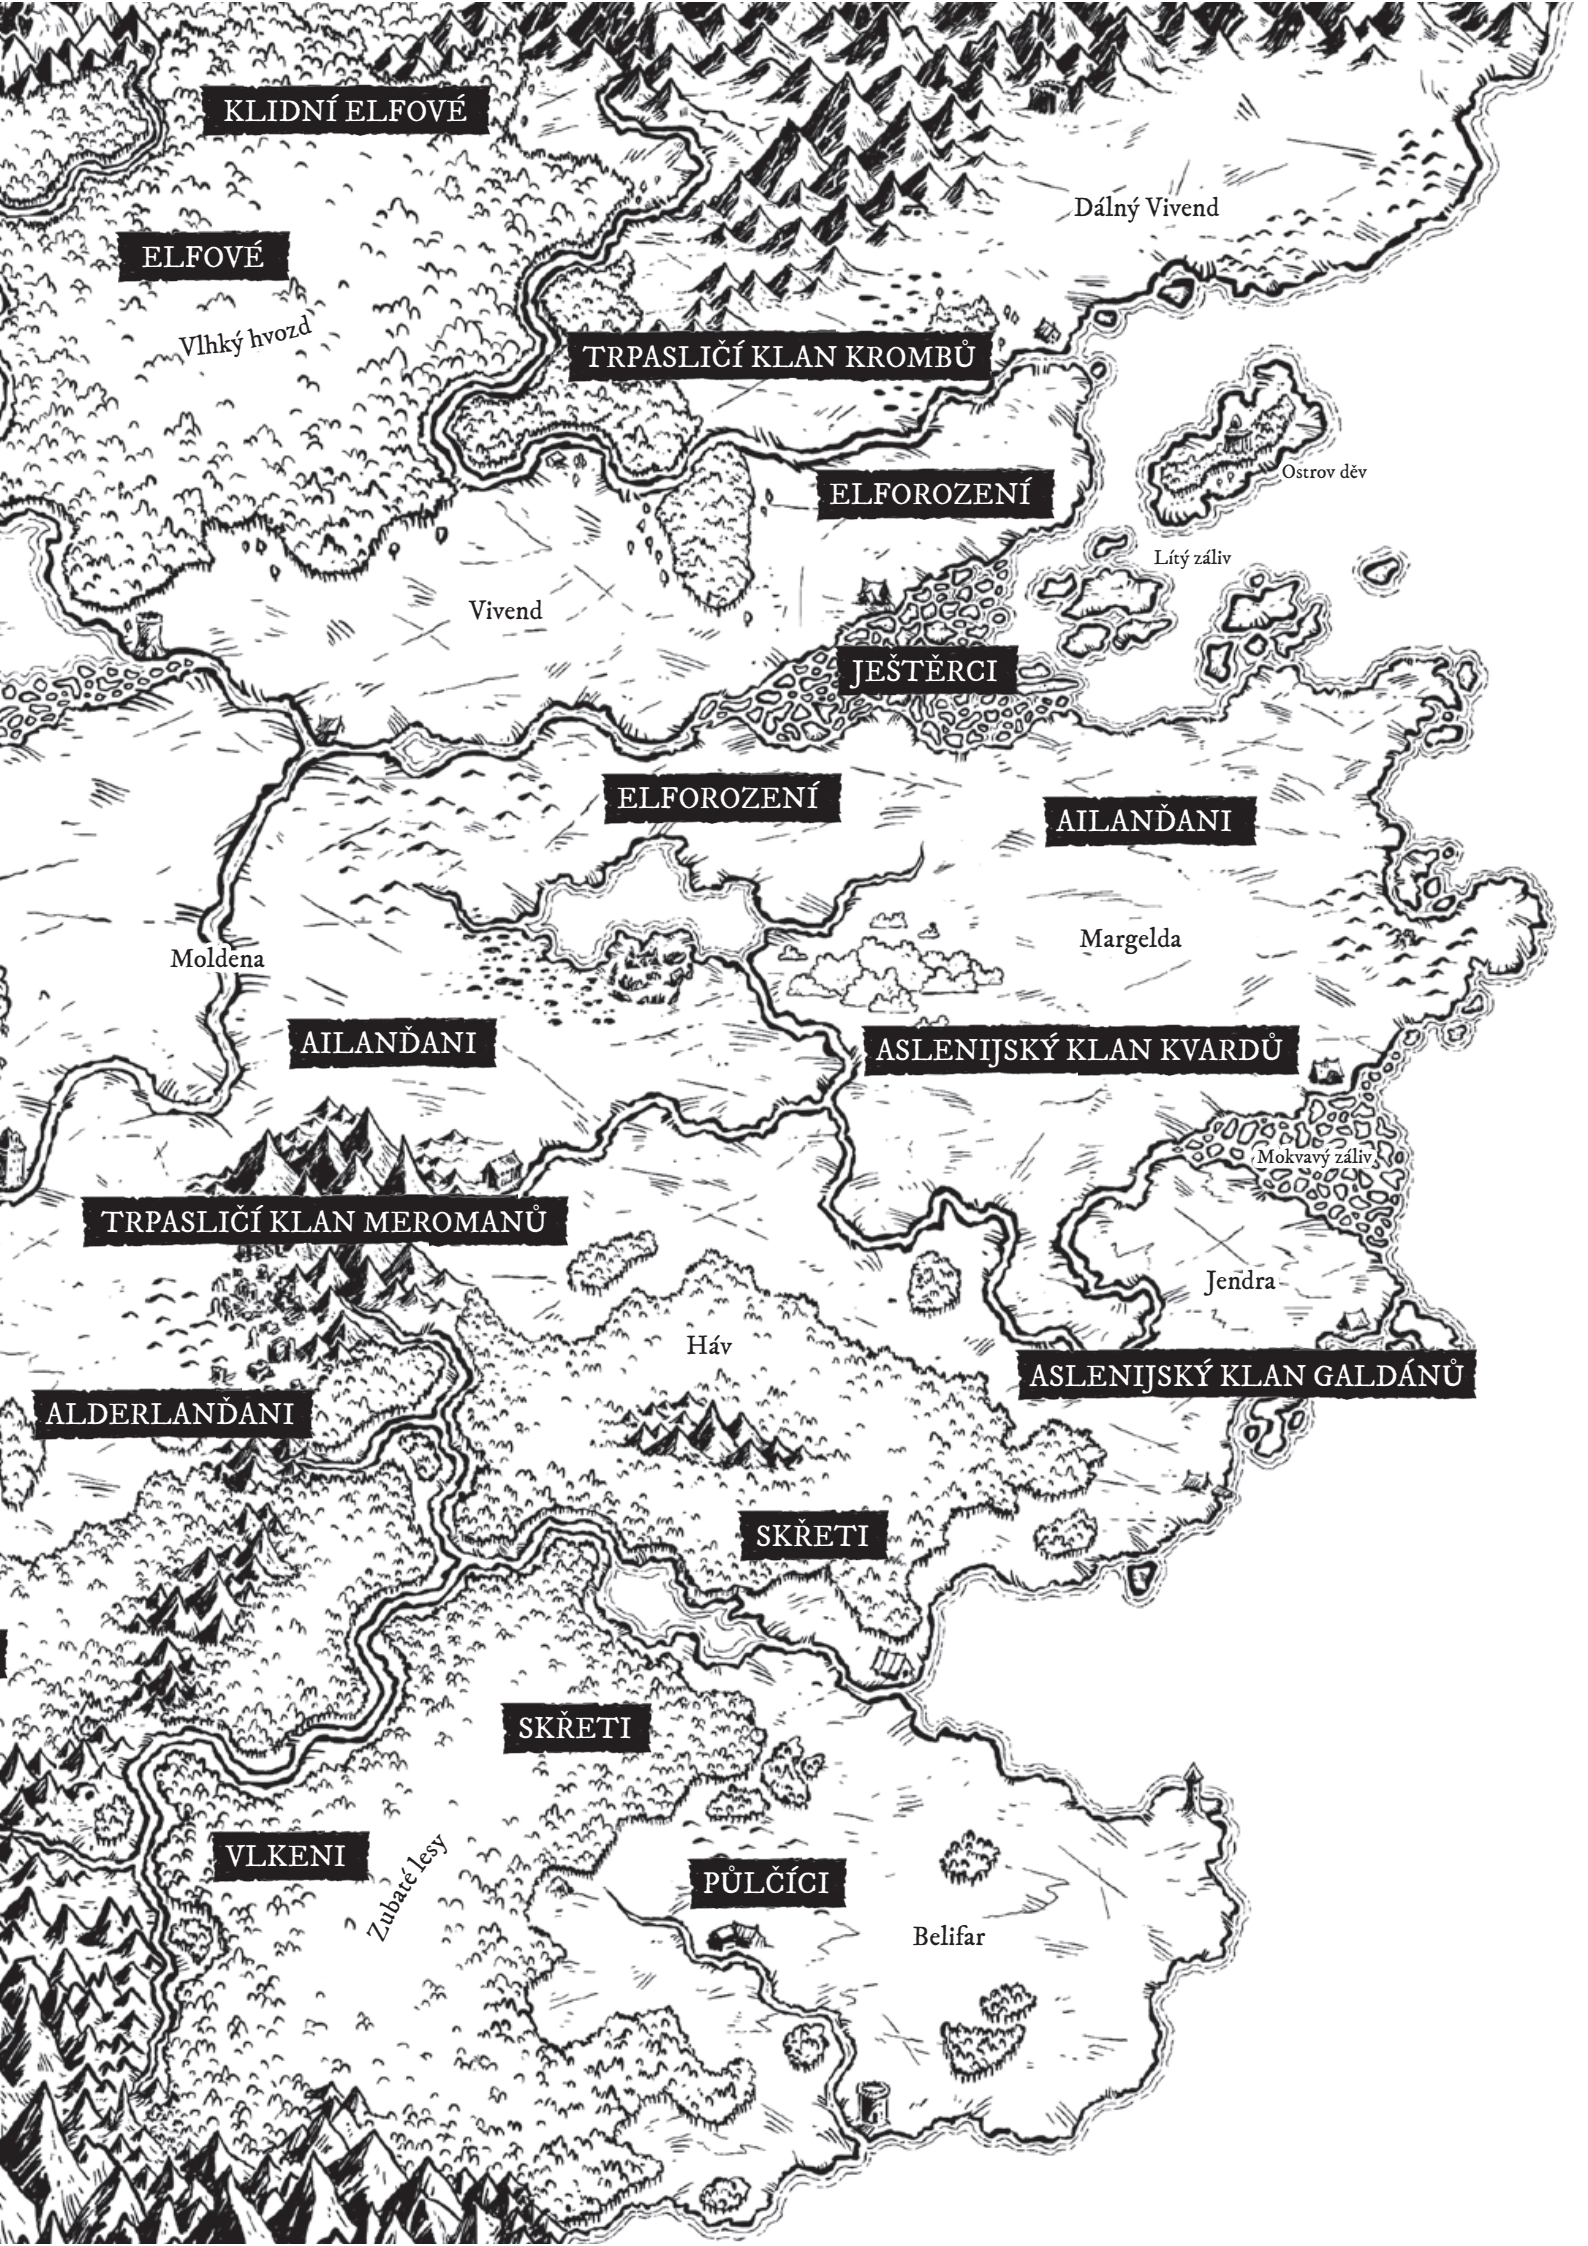 KLIDNÍ ELFOVÉ
Dálný Vivend
ELFOVÉ
Vlhký hvozd
TRPASLIČÍ KLAN KROMBŮ
Ostrov děv
ELFOROZENÍ
Lítý záliv
Vivend
JEŠTĚRCI
ELFOROZENÍ
AILANĎANI
Margelda
Moldena
AILANĎANI
ASLENIJSKÝ KLAN KVARDŮ
Mokvavý záliv
TRPASLIČÍ KLAN MEROMANŮ
Jendra
Háv
ASLENIJSKÝ KLAN GALDÁNŮ
ALDERLANĎANI
SKŘETI
SKŘETI
VLKENI
Zubaté lesy
PŮLČÍCI
Belifar